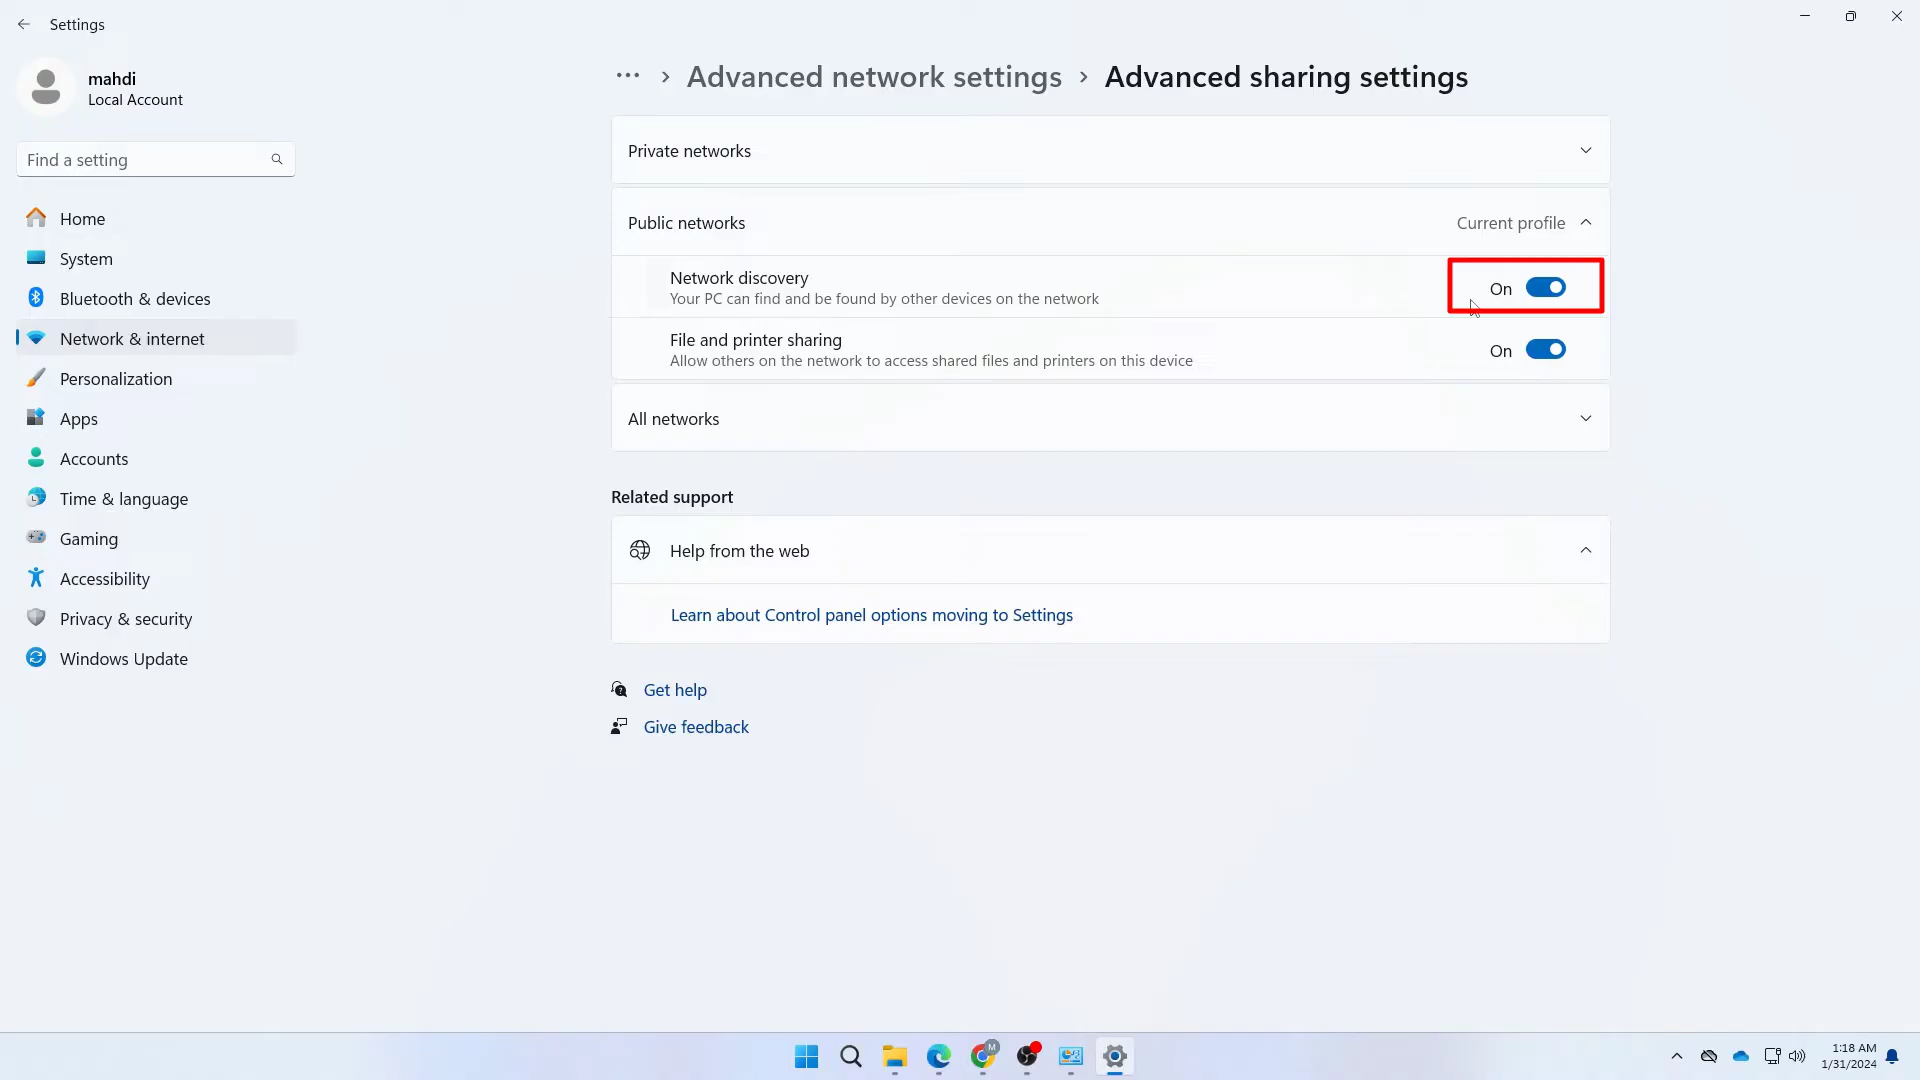 Settings
mahdi
Local Account
Find a setting
Home
System
Bluetooth & devices
Network & internet
Personalization
Apps
Accounts
Time & language
Gaming
Accessibility
Privacy & security
Windows Update
··· › Advanced network settings › Advanced sharing settings
Private networks
Public networks Current profile
Network discovery
Your PC can find and be found by other devices on the network
On
File and printer sharing
Allow others on the network to access shared files and printers on this device
On
All networks
Related support
Help from the web
Learn about Control panel options moving to Settings
Get help
Give feedback
M
1:18 AM
1/31/2024